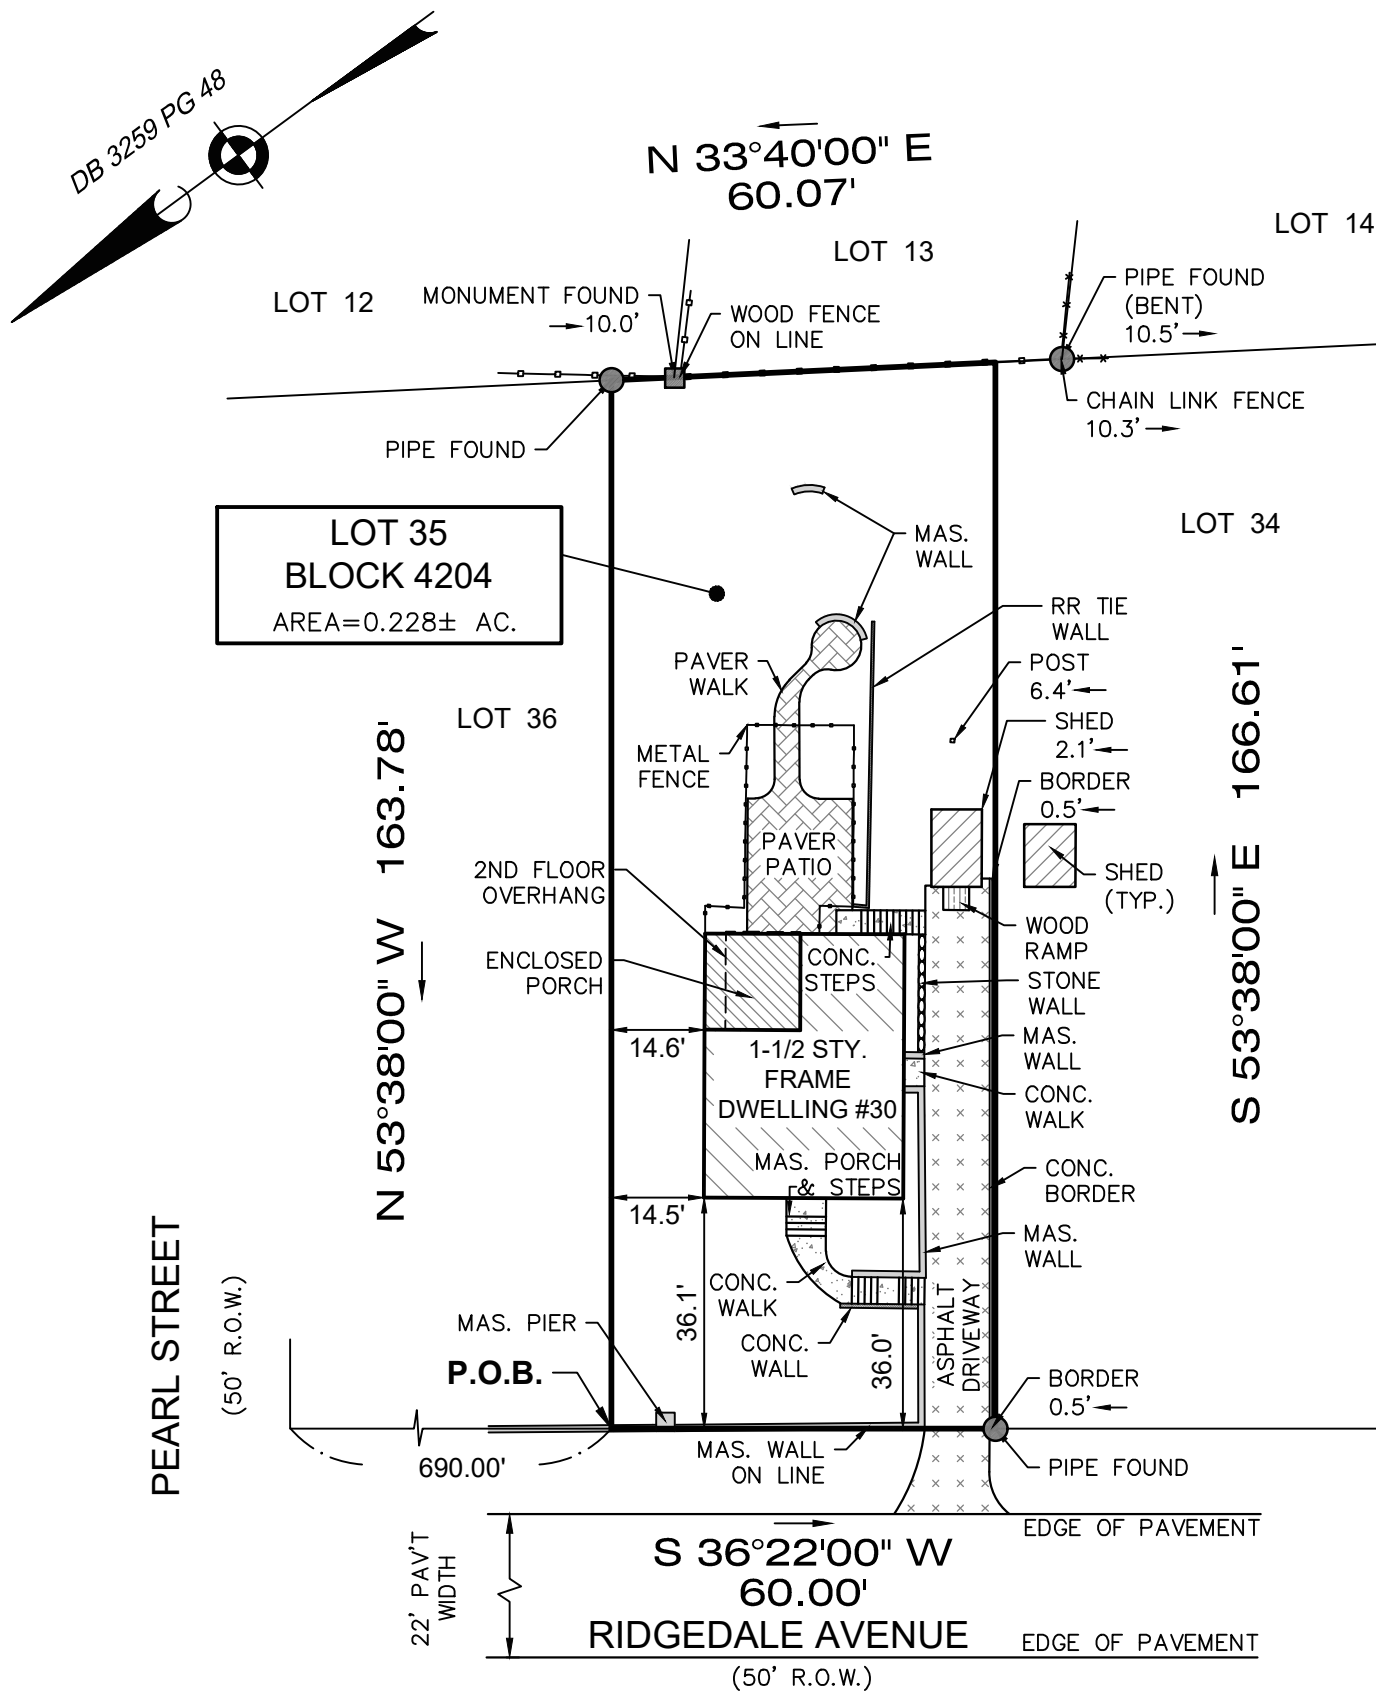 DB 3259 PG 48
N 33°40'00" E
60.07'
LOT 14
LOT 13
LOT 12
MONUMENT FOUND
10.0'
WOOD FENCE
ON LINE
PIPE FOUND
(BENT)
10.5'
CHAIN LINK FENCE
10.3'
PIPE FOUND
LOT 35
BLOCK 4204
AREA=0.228± AC.
MAS.
WALL
LOT 34
RR TIE
WALL
PAVER
WALK
POST
6.4'
LOT 36
SHED
2.1'
METAL
FENCE
BORDER
0.5'
N 53°38'00" W 163.78'
S 53°38'00" E 166.61'
PAVER
PATIO
2ND FLOOR
OVERHANG
SHED
(TYP.)
WOOD
RAMP
ENCLOSED
PORCH
CONC.
STEPS
STONE
WALL
14.6'
1-1/2 STY.
FRAME
DWELLING #30
MAS.
WALL
CONC.
WALK
MAS. PORCH
& STEPS
CONC.
BORDER
14.5'
MAS.
WALL
PEARL STREET
(50' R.O.W.)
CONC.
WALK
36.1'
36.0'
ASPHALT
DRIVEWAY
MAS. PIER
CONC.
WALL
P.O.B.
BORDER
0.5'
690.00'
MAS. WALL
ON LINE
PIPE FOUND
EDGE OF PAVEMENT
22' PAV'T
WIDTH
S 36°22'00" W
60.00'
RIDGEDALE AVENUE
EDGE OF PAVEMENT
(50' R.O.W.)